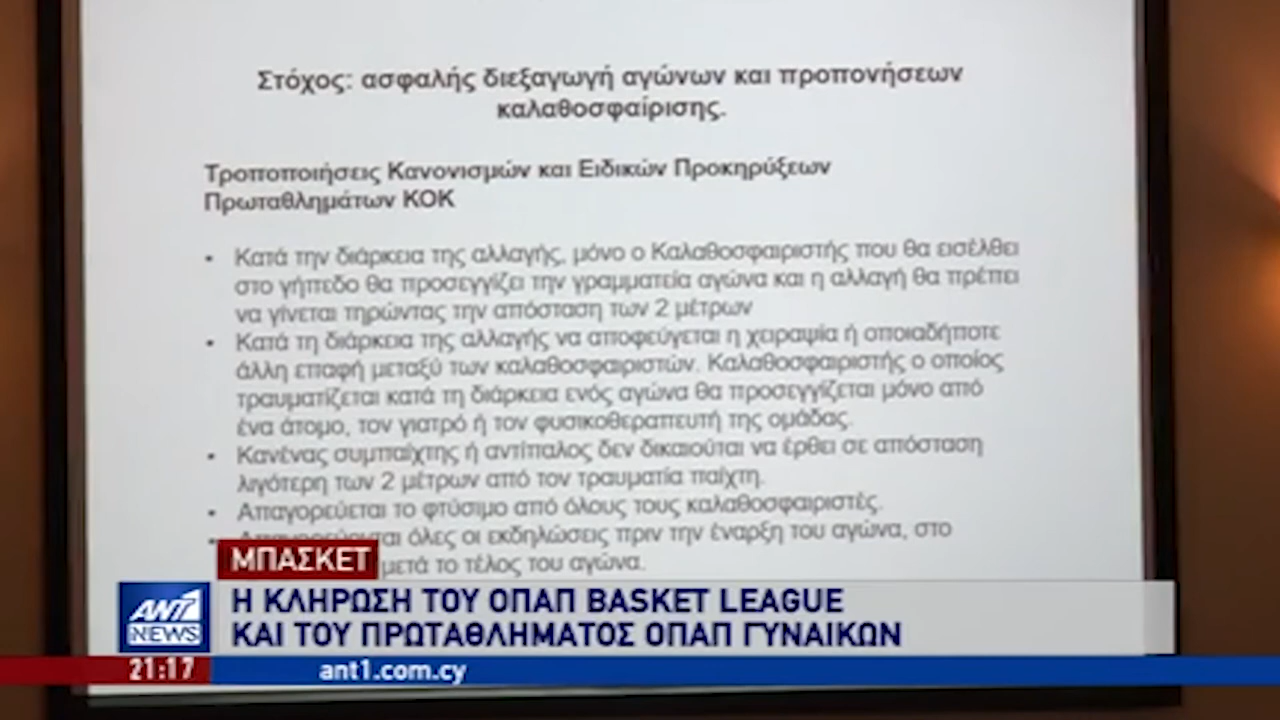 Στόχος: ασφαλής διεξαγωγή αγώνων και προπονήσεων
καλαθοσφαίρισης.
Τροποποιήσεις Κανονισμών και Ειδικών Προκηρύξεων
Πρωταθλημάτων ΚΟΚ
• Κατά την διάρκεια της αλλαγής, μόνο ο Καλαθοσφαιριστής που θα εισέλθει
στο γήπεδο θα προσεγγίζει την γραμματεία αγώνα και η αλλαγή θα πρέπει
να γίνεται τηρώντας την απόσταση των 2 μέτρων
• Κατά τη διάρκεια της αλλαγής να αποφεύγεται η χειραψία ή οποιαδήποτε
άλλη επαφή μεταξύ των καλαθοσφαιριστών. Καλαθοσφαιριστής ο οποίος
τραυματίζεται κατά τη διάρκεια ενός αγώνα θα προσεγγίζεται μόνο από
ένα άτομο, τον γιατρό ή τον φυσικοθεραπευτή της ομάδας.
• Κανένας συμπαίχτης ή αντίπαλος δεν δικαιούται να έρθει σε απόσταση
λιγότερη των 2 μέτρων από τον τραυματία παίχτη.
• Απαγορεύεται το φτύσιμο από όλους τους καλαθοσφαιριστές.
• όλες οι εκδηλώσεις πριν την έναρξη του αγώνα, στο
μετά το τέλος του αγώνα.
ΜΠΑΣΚΕΤ
Η ΚΛΗΡΩΣΗ ΤΟΥ ΟΠΑΠ BASKET LEAGUE
ΚΑΙ ΤΟΥ ΠΡΩΤΑΘΛΗΜΑΤΟΣ ΟΠΑΠ ΓΥΝΑΙΚΩΝ
ANT1
NEWS
21:17 ant1.com.cy